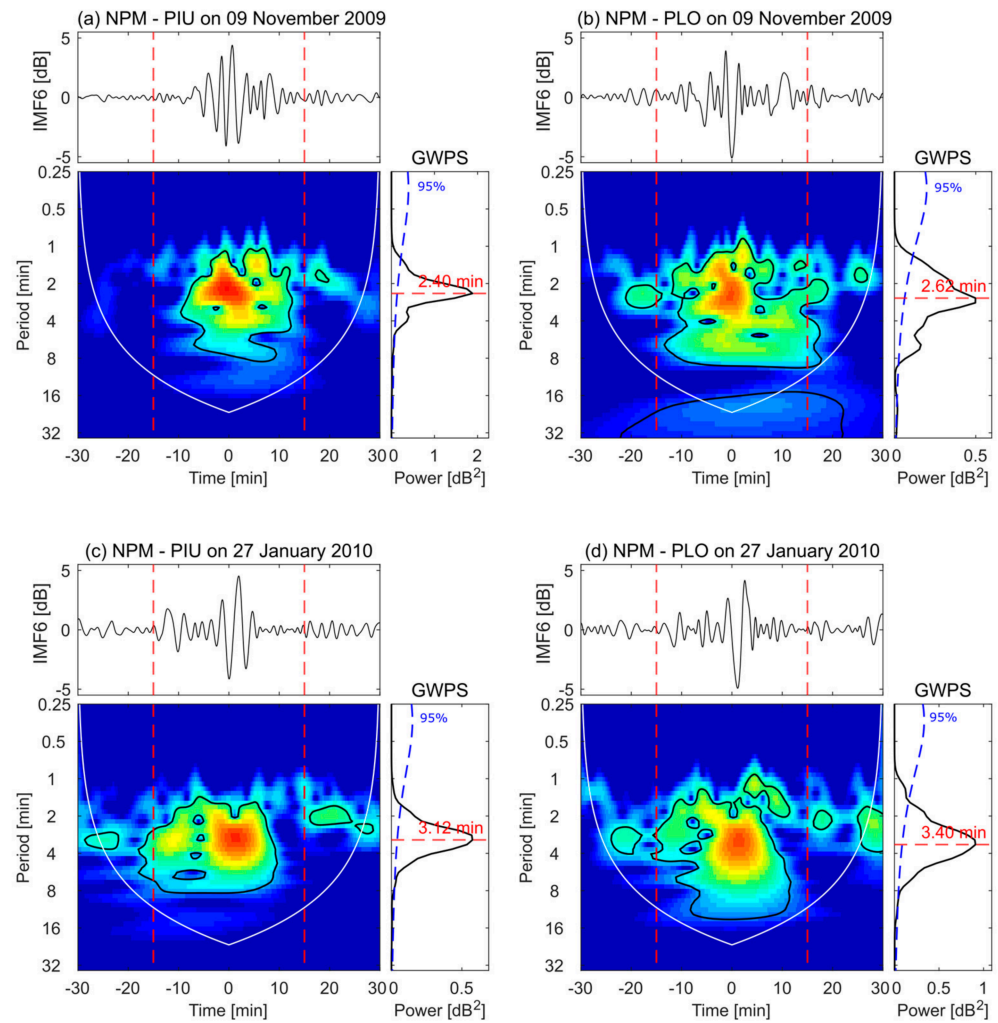 (a) NPM - PIU on 09 November 2009
5
0
-5
IMF6 [dB]
GWPS
0.25
0.5
1
2
4
8
16
32
Period [min]
95%
2.40 min
-30 -20 -10 0 10 20 30
Time [min]
0 1 2
Power [dB²]
(b) NPM - PLO on 09 November 2009
5
0
-5
IMF6 [dB]
GWPS
0.25
0.5
1
2
4
8
16
32
Period [min]
95%
2.62 min
-30 -20 -10 0 10 20 30
Time [min]
0 0.5
Power [dB²]
(c) NPM - PIU on 27 January 2010
5
0
-5
IMF6 [dB]
GWPS
0.25
0.5
1
2
4
8
16
32
Period [min]
95%
3.12 min
-30 -20 -10 0 10 20 30
Time [min]
0 0.5
Power [dB²]
(d) NPM - PLO on 27 January 2010
5
0
-5
IMF6 [dB]
GWPS
0.25
0.5
1
2
4
8
16
32
Period [min]
95%
3.40 min
-30 -20 -10 0 10 20 30
Time [min]
0 0.5 1
Power [dB²]